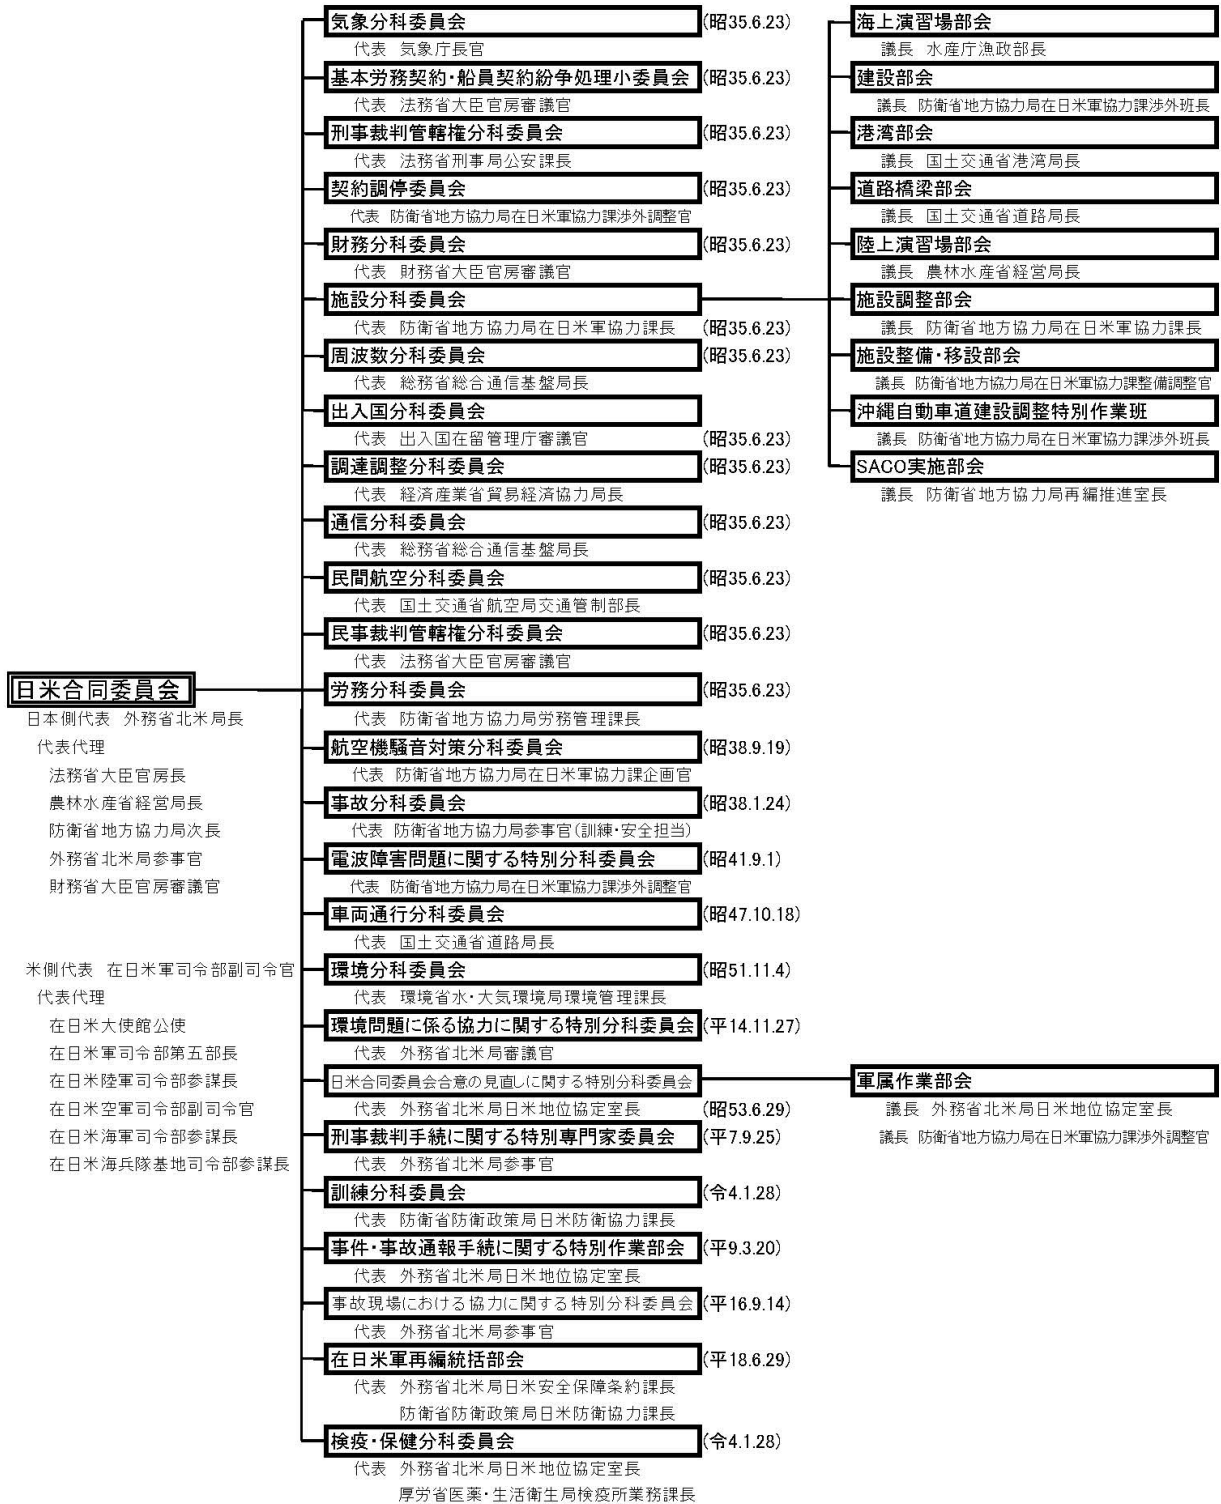 気象分科委員会 (昭35.6.23)
代表 気象庁長官
基本労務契約・船員契約紛争処理小委員会 (昭35.6.23)
代表 法務省大臣官房審議官
刑事裁判管轄権分科委員会 (昭35.6.23)
代表 法務省刑事局公安課長
契約調停委員会 (昭35.6.23)
代表 防衛省地方協力局在日米軍協力課渉外調整官
財務分科委員会 (昭35.6.23)
代表 財務省大臣官房審議官
施設分科委員会
代表 防衛省地方協力局在日米軍協力課長 (昭35.6.23)
周波数分科委員会 (昭35.6.23)
代表 総務省総合通信基盤局長
出入国分科委員会
代表 出入国在留管理庁審議官 (昭35.6.23)
調達調整分科委員会 (昭35.6.23)
代表 経済産業省貿易経済協力局長
通信分科委員会 (昭35.6.23)
代表 総務省総合通信基盤局長
民間航空分科委員会 (昭35.6.23)
代表 国土交通省航空局交通管制部長
民事裁判管轄権分科委員会 (昭35.6.23)
代表 法務省大臣官房審議官
労務分科委員会 (昭35.6.23)
代表 防衛省地方協力局労務管理課長
航空機騒音対策分科委員会 (昭38.9.19)
代表 防衛省地方協力局在日米軍協力課企画官
事故分科委員会 (昭38.1.24)
代表 防衛省地方協力局参事官(訓練・安全担当)
電波障害問題に関する特別分科委員会 (昭41.9.1)
代表 防衛省地方協力局在日米軍協力課渉外調整官
車両通行分科委員会 (昭47.10.18)
代表 国土交通省道路局長
環境分科委員会 (昭51.11.4)
代表 環境省水・大気環境局環境管理課長
環境問題に係る協力に関する特別分科委員会 (平14.11.27)
代表 外務省北米局審議官
日米合同委員会合意の見直しに関する特別分科委員会
代表 外務省北米局日米地位協定室長 (昭53.6.29)
刑事裁判手続に関する特別専門家委員会 (平7.9.25)
代表 外務省北米局参事官
訓練分科委員会 (令4.1.28)
代表 防衛省防衛政策局日米防衛協力課長
事件・事故通報手続に関する特別作業部会 (平9.3.20)
代表 外務省北米局日米地位協定室長
事故現場における協力に関する特別分科委員会 (平16.9.14)
代表 外務省北米局参事官
在日米軍再編統括部会 (平18.6.29)
代表 外務省北米局日米安全保障条約課長
防衛省防衛政策局日米防衛協力課長
検疫・保健分科委員会 (令4.1.28)
代表 外務省北米局日米地位協定室長
厚労省医薬・生活衛生局検疫所業務課長
海上演習場部会
議長 水産庁漁政部長
建設部会
議長 防衛省地方協力局在日米軍協力課渉外班長
港湾部会
議長 国土交通省港湾局長
道路橋梁部会
議長 国土交通省道路局長
陸上演習場部会
議長 農林水産省経営局長
施設調整部会
議長 防衛省地方協力局在日米軍協力課長
施設整備・移設部会
議長 防衛省地方協力局在日米軍協力課整備調整官
沖縄自動車道建設調整特別作業班
議長 防衛省地方協力局在日米軍協力課渉外班長
SACO実施部会
議長 防衛省地方協力局再編推進室長
軍属作業部会
議長 外務省北米局日米地位協定室長
議長 防衛省地方協力局在日米軍協力課渉外調整官
日米合同委員会
日本側代表 外務省北米局長
代表代理
法務省大臣官房長
農林水産省経営局長
防衛省地方協力局次長
外務省北米局参事官
財務省大臣官房審議官
米側代表 在日米軍司令部副司令官
代表代理
在日米大使館公使
在日米軍司令部第五部長
在日米陸軍司令部参謀長
在日米空軍司令部副司令官
在日米海軍司令部参謀長
在日米海兵隊基地司令部参謀長